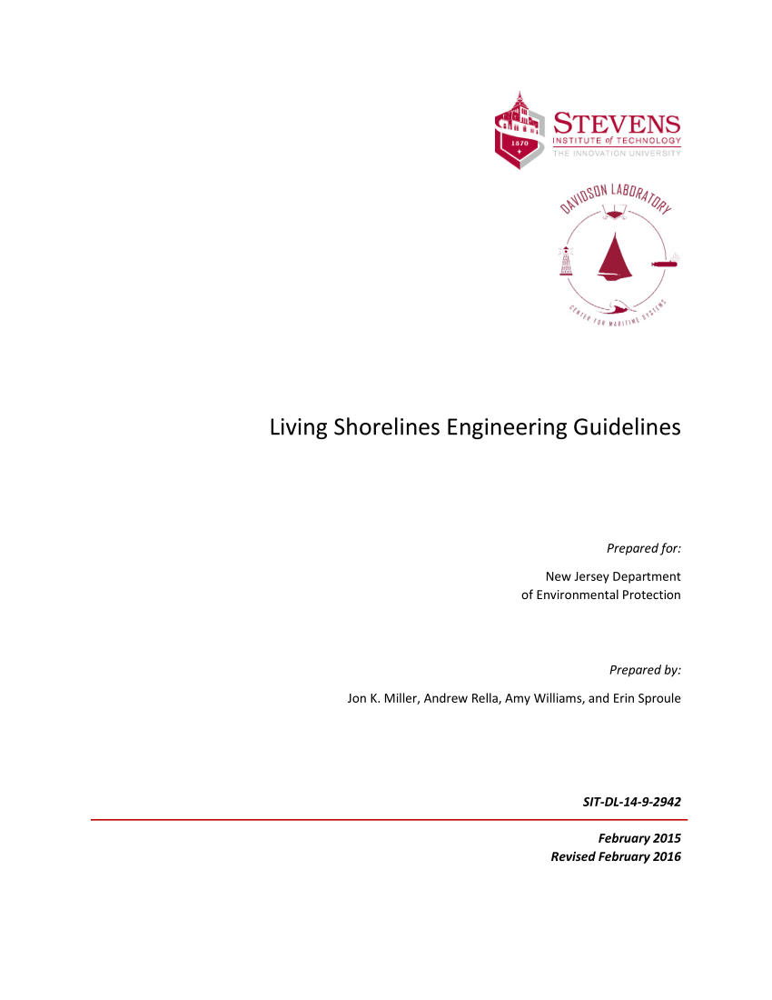 STEVENS
INSTITUTE of TECHNOLOGY
THE INNOVATION UNIVERSITY
1870
DAVIDSON LABORATORY
CENTER FOR MARITIME SYSTEMS
Living Shorelines Engineering Guidelines
Prepared for:
New Jersey Department
of Environmental Protection
Prepared by:
Jon K. Miller, Andrew Rella, Amy Williams, and Erin Sproule
SIT-DL-14-9-2942
February 2015
Revised February 2016